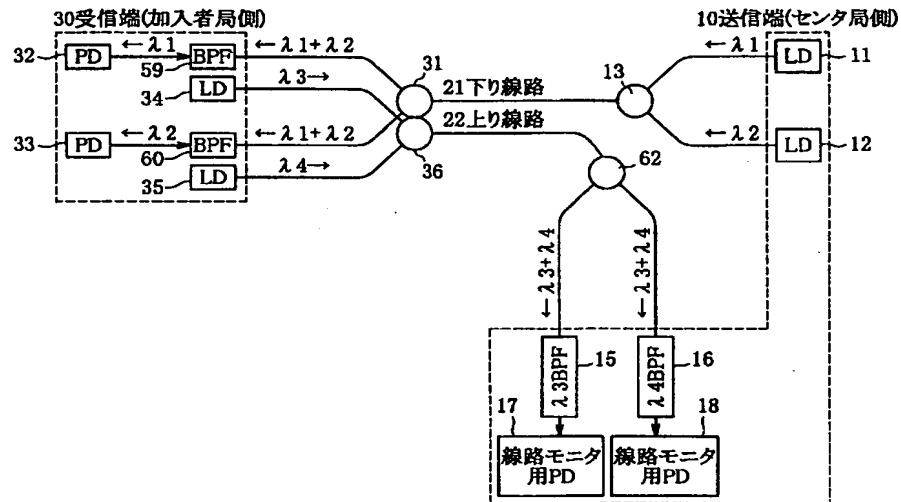 30受信端(加入者局側)
10送信端(センタ局側)
32
PD
←λ1
BPF
59
←λ1+λ2
31
21下り線路
13
←λ1
LD
11
34
LD
λ3→
22上り線路
33
PD
←λ2
BPF
60
←λ1+λ2
36
←λ2
LD
12
35
LD
λ4→
62
←λ3+λ4
←λ3+λ4
λ3BPF
15
λ4BPF
16
17
線路モニタ
用PD
18
線路モニタ
用PD